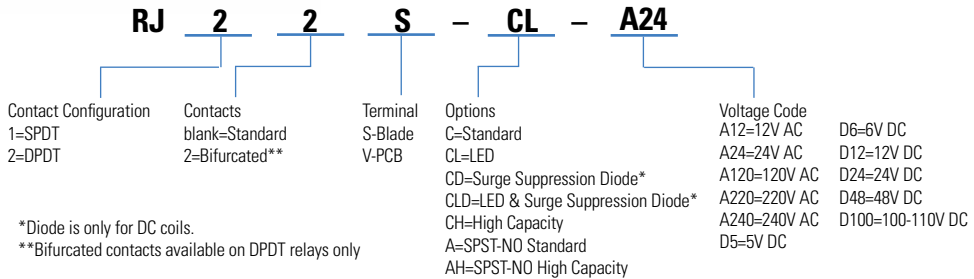 RJ 2 2 S – CL – A24
Contact Configuration
1=SPDT
2=DPDT
Contacts
blank=Standard
2=Bifurcated**
Terminal
S-Blade
V-PCB
Options
C=Standard
CL=LED
CD=Surge Suppression Diode*
CLD=LED & Surge Suppression Diode*
CH=High Capacity
A=SPST-NO Standard
AH=SPST-NO High Capacity
Voltage Code
A12=12V AC
A24=24V AC
A120=120V AC
A220=220V AC
A240=240V AC
D5=5V DC
D6=6V DC
D12=12V DC
D24=24V DC
D48=48V DC
D100=100-110V DC
*Diode is only for DC coils.
**Bifurcated contacts available on DPDT relays only